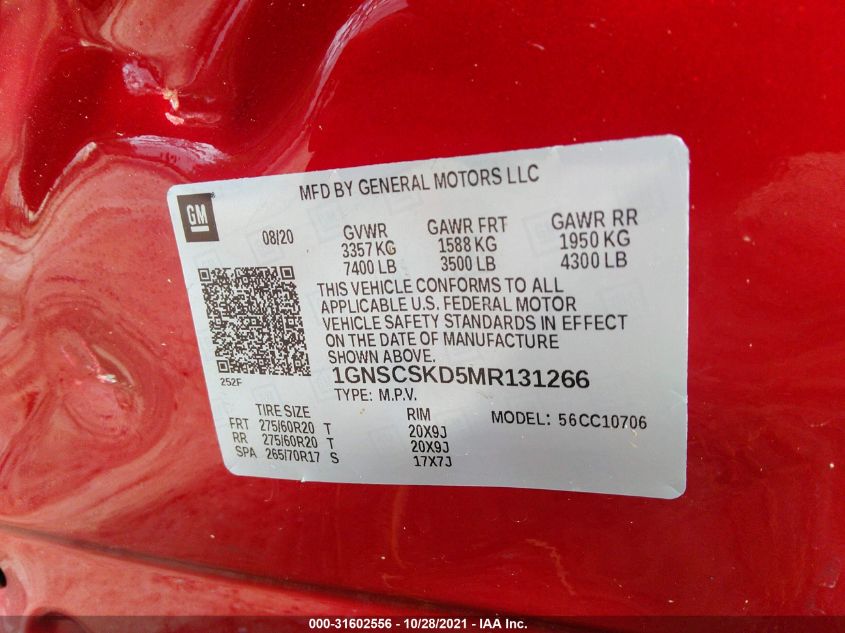 MFD BY GENERAL MOTORS LLC
GM
08/20
GVWR GAWR FRT GAWR RR
3357 KG 1588 KG 1950 KG
7400 LB 3500 LB 4300 LB
THIS VEHICLE CONFORMS TO ALL
APPLICABLE U.S. FEDERAL MOTOR
VEHICLE SAFETY STANDARDS IN EFFECT
ON THE DATE OF MANUFACTURE
SHOWN ABOVE.
252F
1GNSCSKD5MR131266
TYPE: M.P.V.
TIRE SIZE RIM MODEL: 56CC10706
FRT 275/60R20 T 20X9J
RR 275/60R20 T 20X9J
SPA 265/70R17 S 17X7J
000-31602556 - 10/28/2021 - IAA Inc.